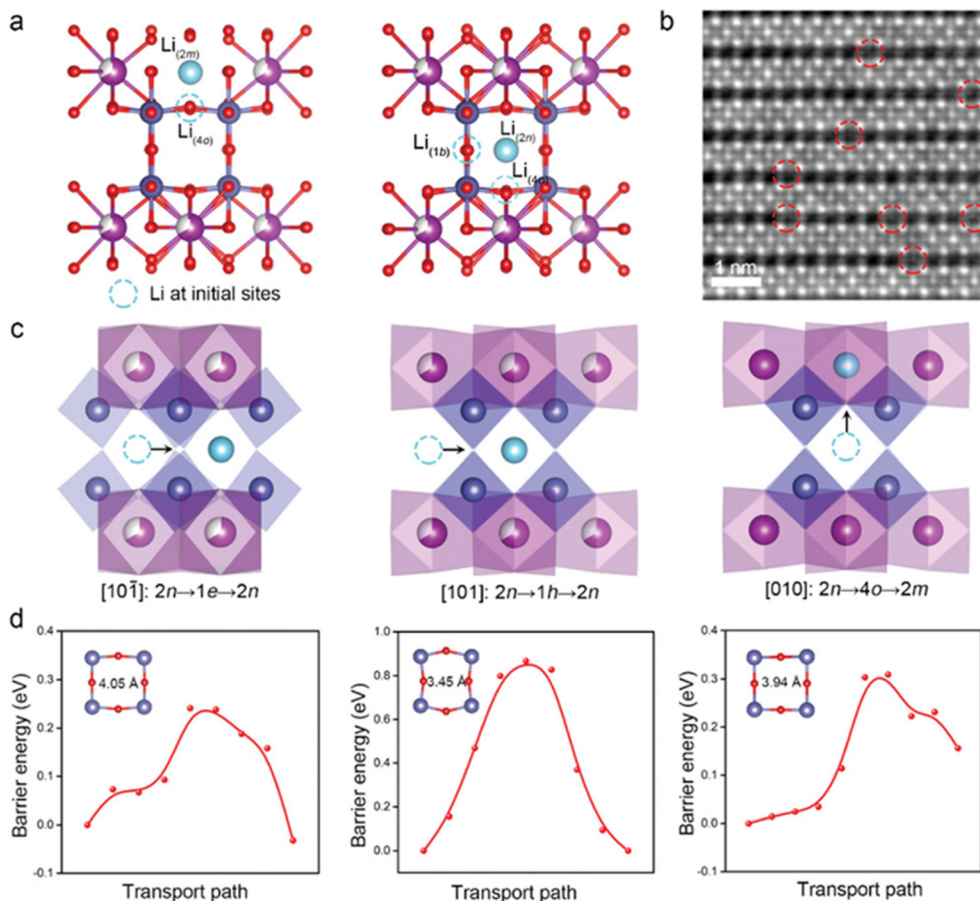 a
Li(2m)
Li(4o)
Li(1b)
Li(2n)
Li(4o)
Li at initial sites
b
1 nm
c
[101̄]: 2n→1e→2n
[101]: 2n→1h→2n
[010]: 2n→4o→2m
d
Barrier energy (eV)
0.4
0.3
0.2
0.1
0.0
-0.1
4.05 Å
Transport path
Barrier energy (eV)
1.0
0.8
0.6
0.4
0.2
0.0
3.45 Å
Transport path
Barrier energy (eV)
0.4
0.3
0.2
0.1
0.0
-0.1
3.94 Å
Transport path